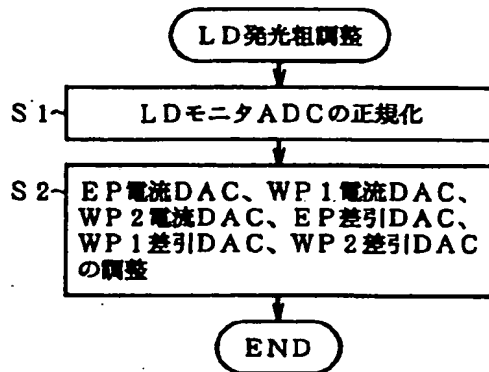 LD発光粗調整
S1
LDモニタADCの正規化
S2
EP電流DAC、WP1電流DAC、
WP2電流DAC、EP差引DAC、
WP1差引DAC、WP2差引DAC
の調整
END